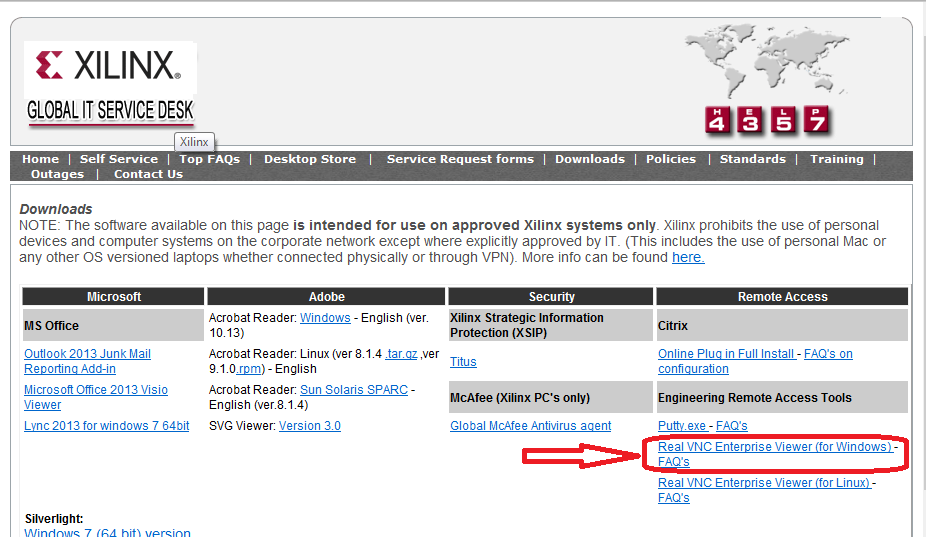 XILINX®
GLOBAL IT SERVICE DESK
H E L P
4 3 5 7
Xilinx
Home | Self Service | Top FAQs | Desktop Store | Service Request forms | Downloads | Policies | Standards | Training |
Outages | Contact Us
Downloads
NOTE: The software available on this page is intended for use on approved Xilinx systems only. Xilinx prohibits the use of personal
devices and computer systems on the corporate network except where explicitly approved by IT. (This includes the use of personal Mac or
any other OS versioned laptops whether connected physically or through VPN). More info can be found here.
Microsoft
MS Office
Outlook 2013 Junk Mail
Reporting Add-in
Microsoft Office 2013 Visio
Viewer
Lync 2013 for windows 7 64bit
Adobe
Acrobat Reader: Windows - English (ver.
10.13)
Acrobat Reader: Linux (ver 8.1.4 .tar.gz ,ver
9.1.0.rpm) - English
Acrobat Reader: Sun Solaris SPARC -
English (ver.8.1.4)
SVG Viewer: Version 3.0
Security
Xilinx Strategic Information
Protection (XSIP)
Titus
McAfee (Xilinx PC's only)
Global McAfee Antivirus agent
Remote Access
Citrix
Online Plug in Full Install - FAQ's on
configuration
Engineering Remote Access Tools
Putty.exe - FAQ's
Real VNC Enterprise Viewer (for Windows) -
FAQ's
Real VNC Enterprise Viewer (for Linux) -
FAQ's
Silverlight:
Windows 7 (64 bit) version